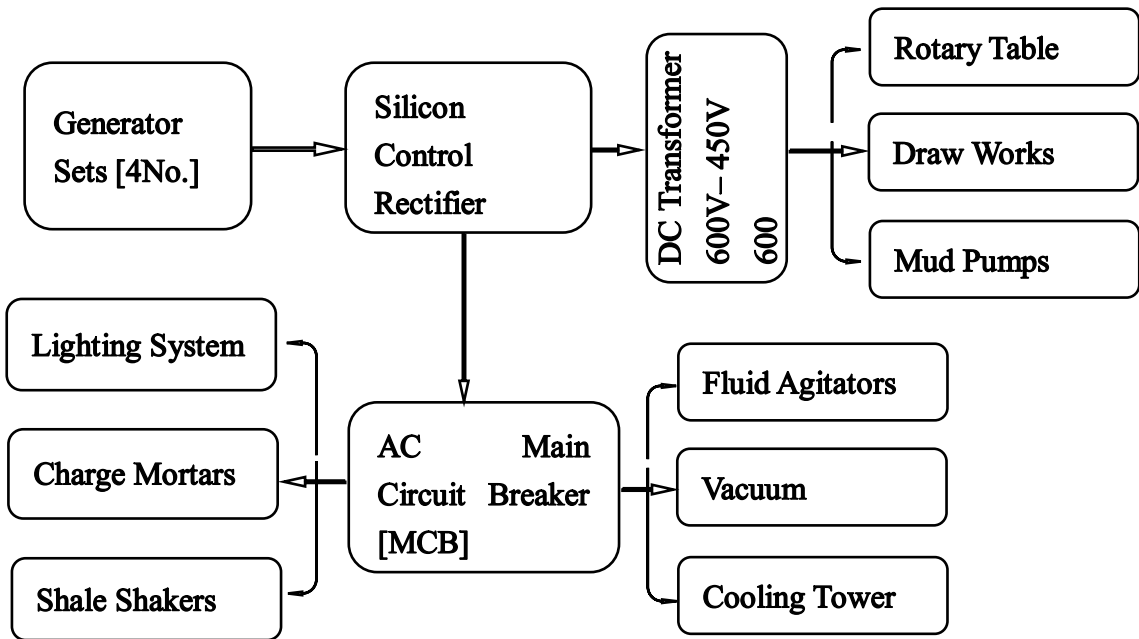 Generator
Sets [4No.]
Silicon
Control
Rectifier
DC Transformer
600V– 450V
600
Rotary Table
Draw Works
Mud Pumps
Lighting System
Charge Mortars
Shale Shakers
AC Main
Circuit Breaker
[MCB]
Fluid Agitators
Vacuum
Cooling Tower